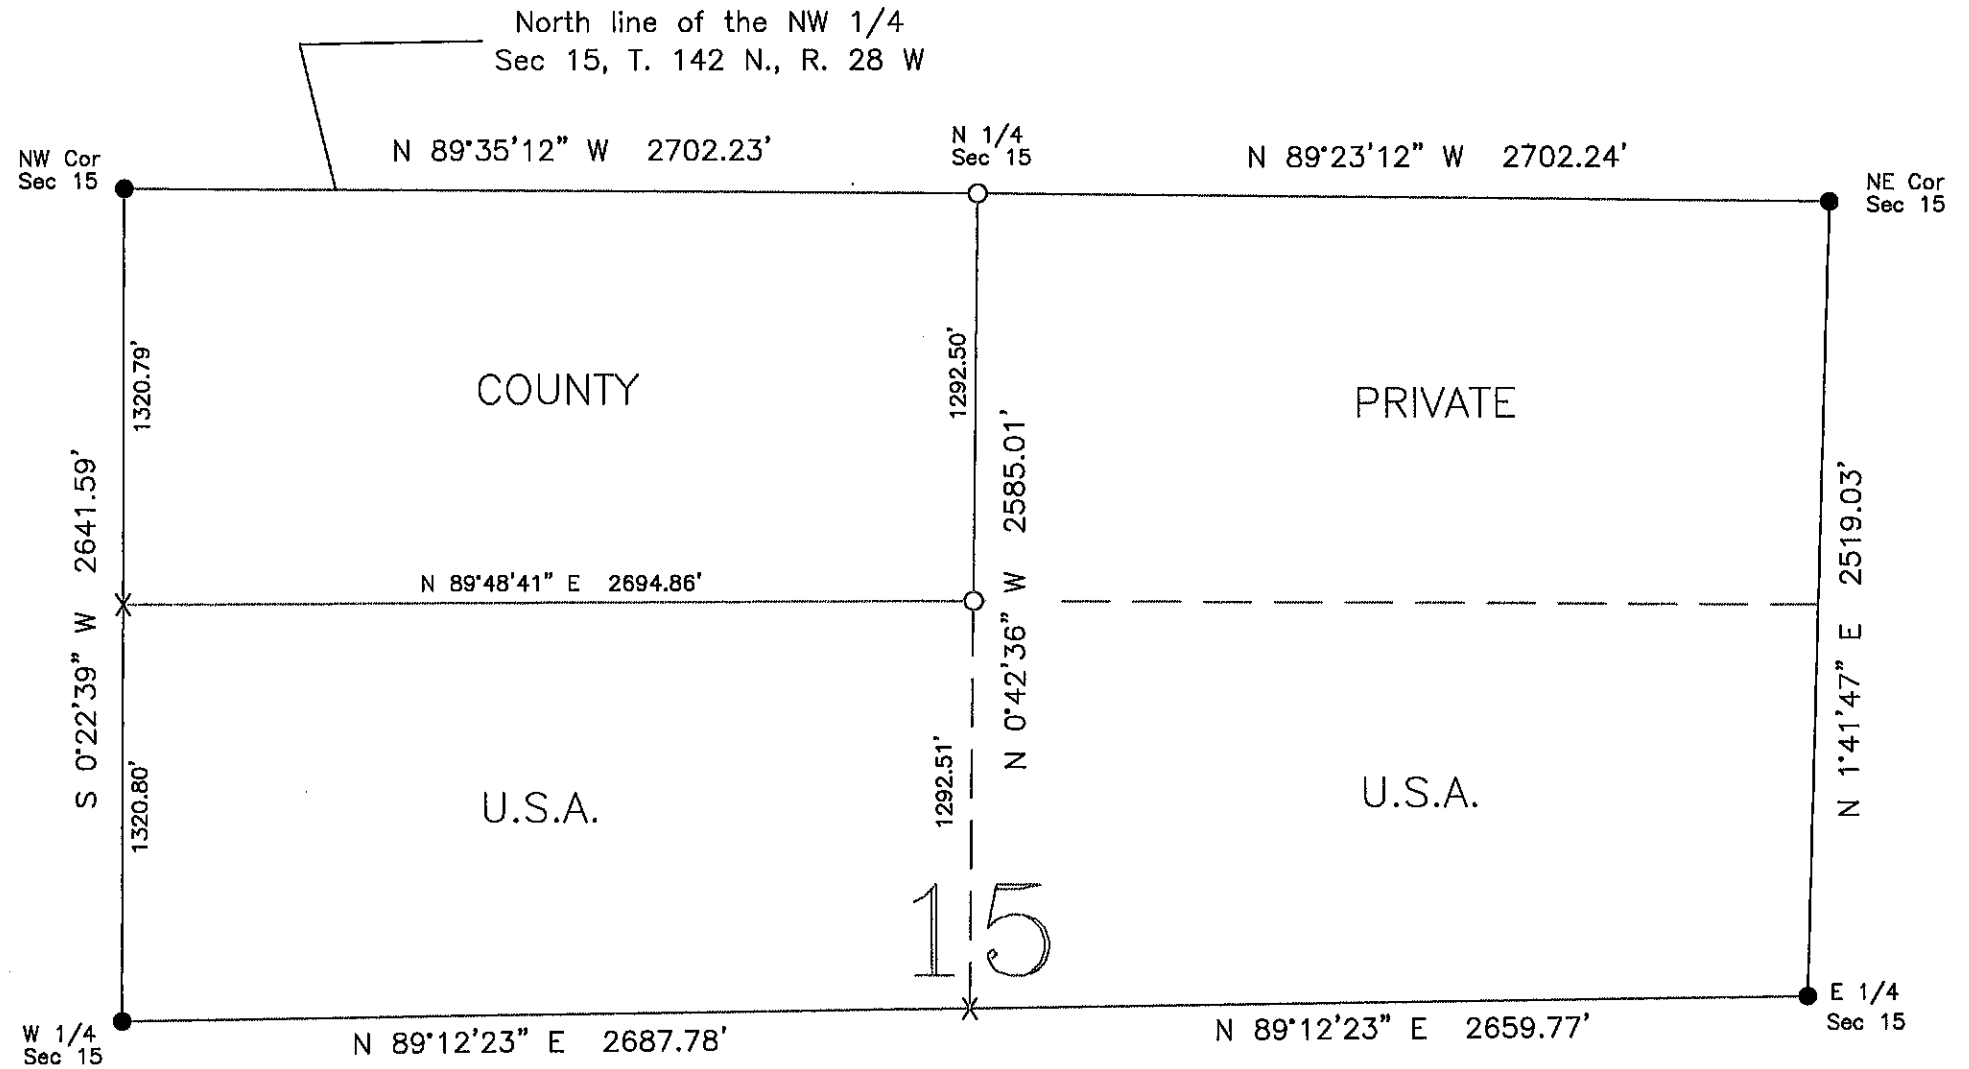 North line of the NW 1/4
Sec 15, T. 142 N., R. 28 W
NW Cor
Sec 15
N 89°35'12" W 2702.23'
N 1/4
Sec 15
N 89°23'12" W 2702.24'
NE Cor
Sec 15
1320.79'
COUNTY
1292.50'
PRIVATE
S 0°22'39" W 2641.59'
N 89°48'41" E 2694.86'
N 0°42'36" W 2585.01'
N 1°41'47" E 2519.03'
1320.80'
U.S.A.
1292.51'
U.S.A.
15
W 1/4
Sec 15
N 89°12'23" E 2687.78'
N 89°12'23" E 2659.77'
E 1/4
Sec 15